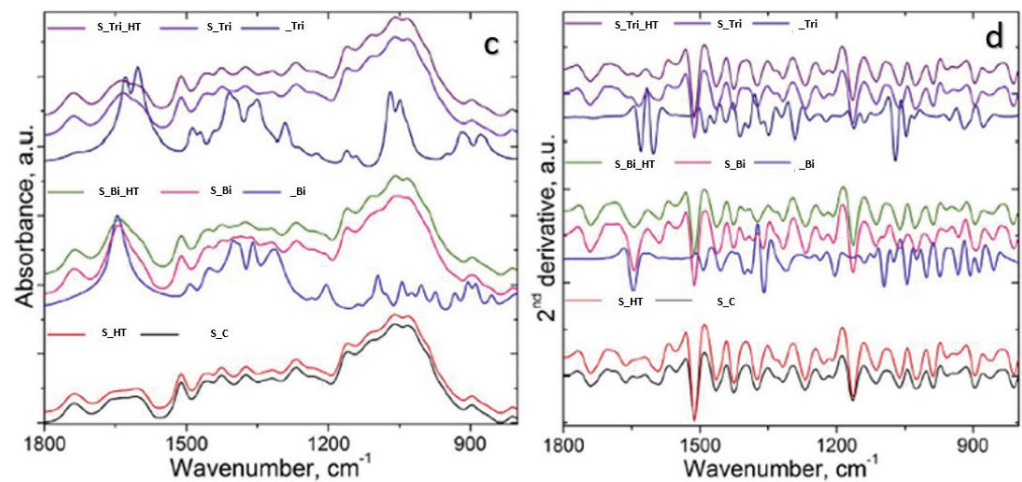 c
S_Tri_HT S_Tri _Tri
S_Bi_HT S_Bi _Bi
S_HT S_C
Absorbance, a.u.
1800 1500 1200 900
Wavenumber, cm-1
d
S_Tri_HT S_Tri _Tri
S_Bi_HT S_Bi _Bi
S_HT S_C
2nd derivative, a.u.
1800 1500 1200 900
Wavenumber, cm-1